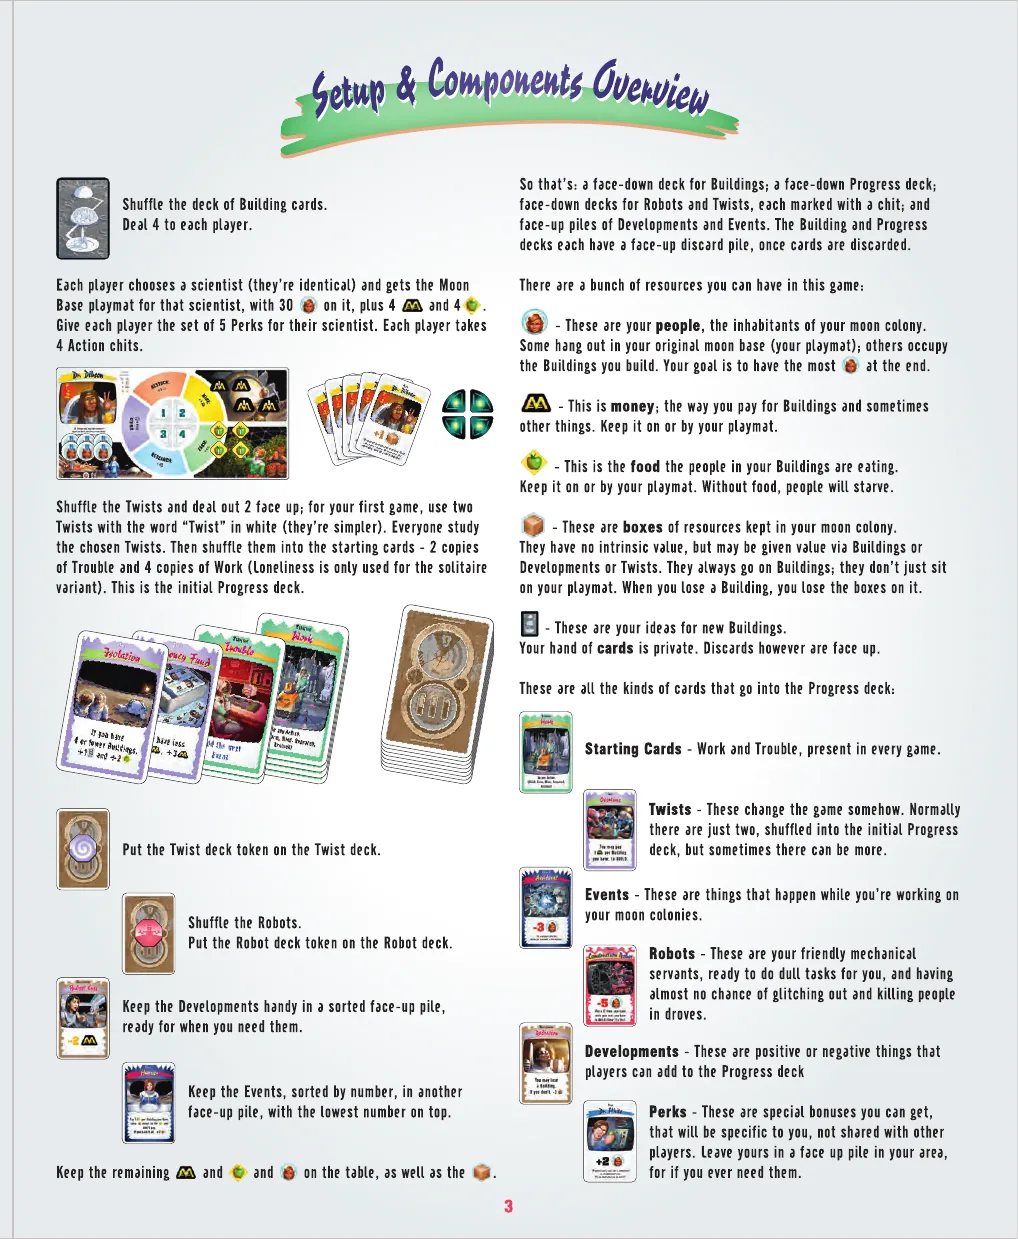 Setup & Components Overview
Shuffle the deck of Building cards.
Deal 4 to each player.
Each player chooses a scientist (they're identical) and gets the Moon
Base playmat for that scientist, with 30 on it, plus 4 and 4 .
Give each player the set of 5 Perks for their scientist. Each player takes
4 Action chits.
1 2
3 4
Shuffle the Twists and deal out 2 face up; for your first game, use two
Twists with the word “Twist” in white (they're simpler). Everyone study
the chosen Twists. Then shuffle them into the starting cards - 2 copies
of Trouble and 4 copies of Work (Loneliness is only used for the solitaire
variant). This is the initial Progress deck.
Isolation
If you have
4 or fewer Buildings,
+1 and +2
Trouble
Work
Put the Twist deck token on the Twist deck.
Shuffle the Robots.
Put the Robot deck token on the Robot deck.
Keep the Developments handy in a sorted face-up pile,
ready for when you need them.
-2
Keep the Events, sorted by number, in another
face-up pile, with the lowest number on top.
Keep the remaining and and on the table, as well as the .
So that's: a face-down deck for Buildings; a face-down Progress deck;
face-down decks for Robots and Twists, each marked with a chit; and
face-up piles of Developments and Events. The Building and Progress
decks each have a face-up discard pile, once cards are discarded.
There are a bunch of resources you can have in this game:
- These are your people, the inhabitants of your moon colony.
Some hang out in your original moon base (your playmat); others occupy
the Buildings you build. Your goal is to have the most at the end.
- This is money; the way you pay for Buildings and sometimes
other things. Keep it on or by your playmat.
- This is the food the people in your Buildings are eating.
Keep it on or by your playmat. Without food, people will starve.
- These are boxes of resources kept in your moon colony.
They have no intrinsic value, but may be given value via Buildings or
Developments or Twists. They always go on Buildings; they don't just sit
on your playmat. When you lose a Building, you lose the boxes on it.
- These are your ideas for new Buildings.
Your hand of cards is private. Discards however are face up.
These are all the kinds of cards that go into the Progress deck:
Starting Cards - Work and Trouble, present in every game.
Twists - These change the game somehow. Normally
there are just two, shuffled into the initial Progress
deck, but sometimes there can be more.
Events - These are things that happen while you're working on
your moon colonies.
-3
Robots - These are your friendly mechanical
servants, ready to do dull tasks for you, and having
almost no chance of glitching out and killing people
in droves.
-5
Developments - These are positive or negative things that
players can add to the Progress deck
Perks - These are special bonuses you can get,
that will be specific to you, not shared with other
players. Leave yours in a face up pile in your area,
for if you ever need them.
+2
3